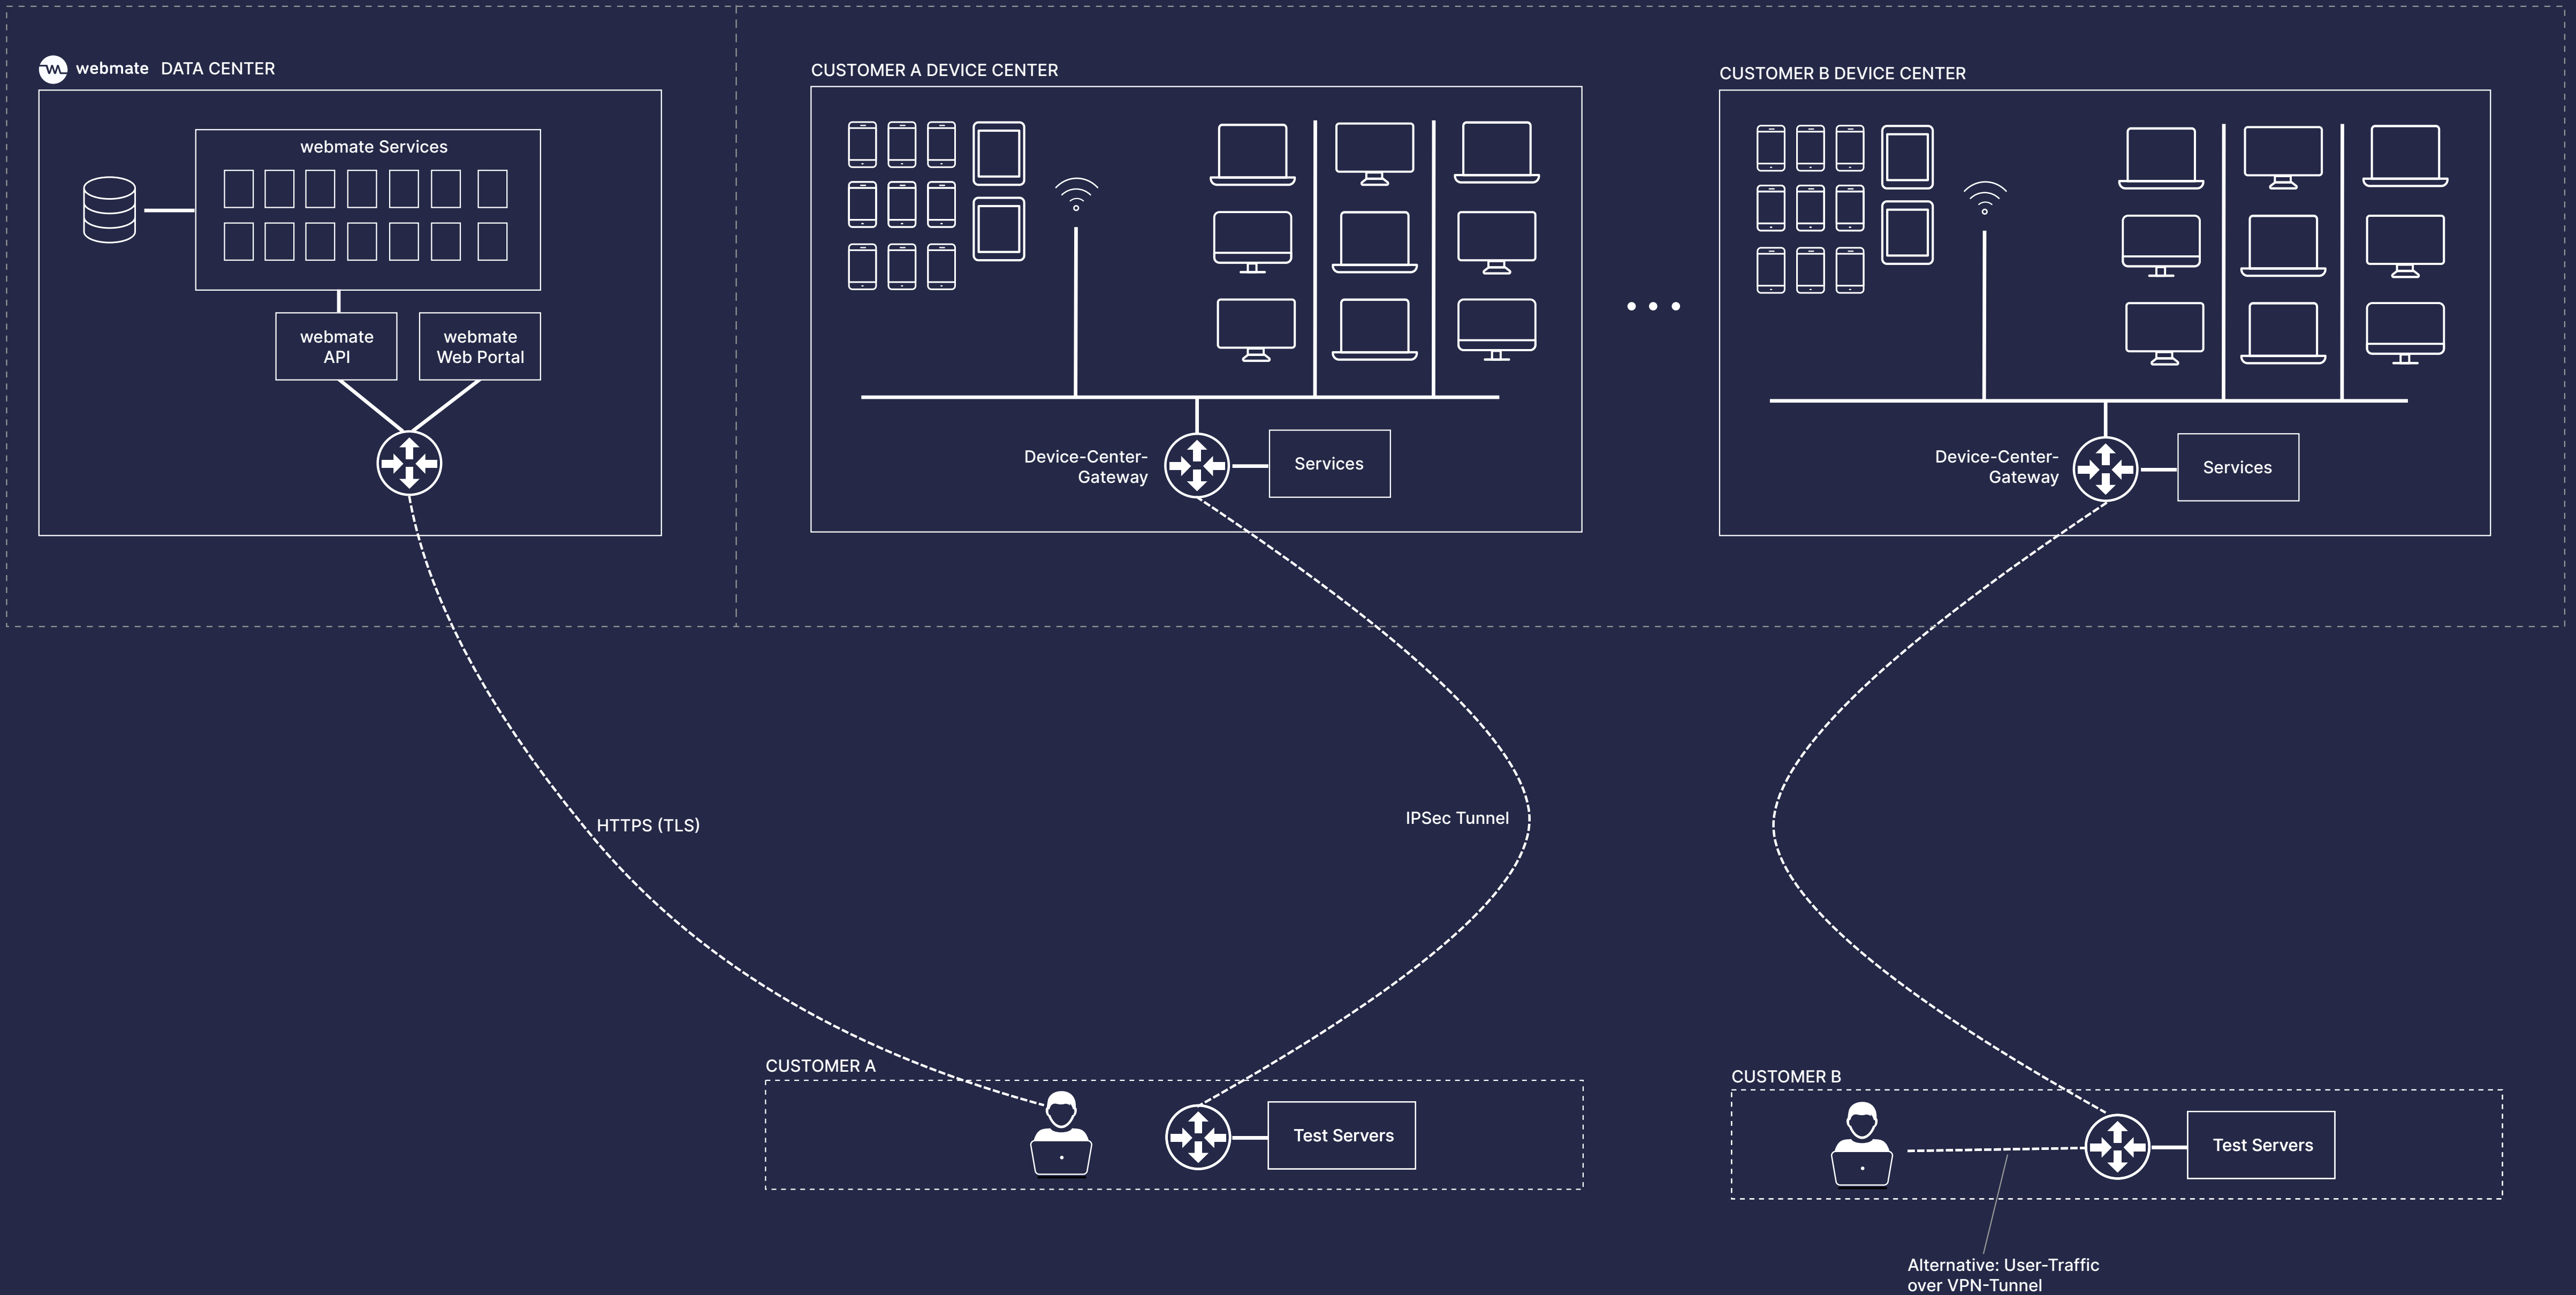 webmate DATA CENTER
CUSTOMER A DEVICE CENTER
CUSTOMER B DEVICE CENTER
webmate Services
webmate
API
webmate
Web Portal
Device-Center-
Gateway
Services
Device-Center-
Gateway
Services
HTTPS (TLS)
IPSec Tunnel
CUSTOMER A
Test Servers
CUSTOMER B
Test Servers
Alternative: User-Traffic
over VPN-Tunnel